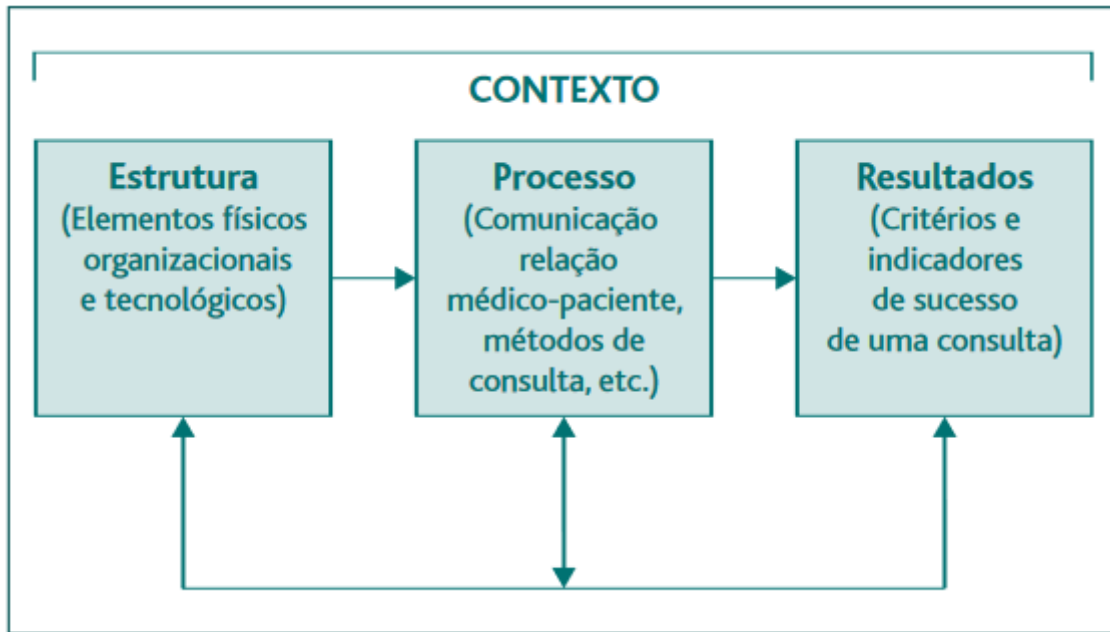 CONTEXTO
Estrutura
(Elementos físicos
organizacionais
e tecnológicos)
Processo
(Comunicação
relação
médico-paciente,
métodos de
consulta, etc.)
Resultados
(Critérios e
indicadores
de sucesso
de uma consulta)